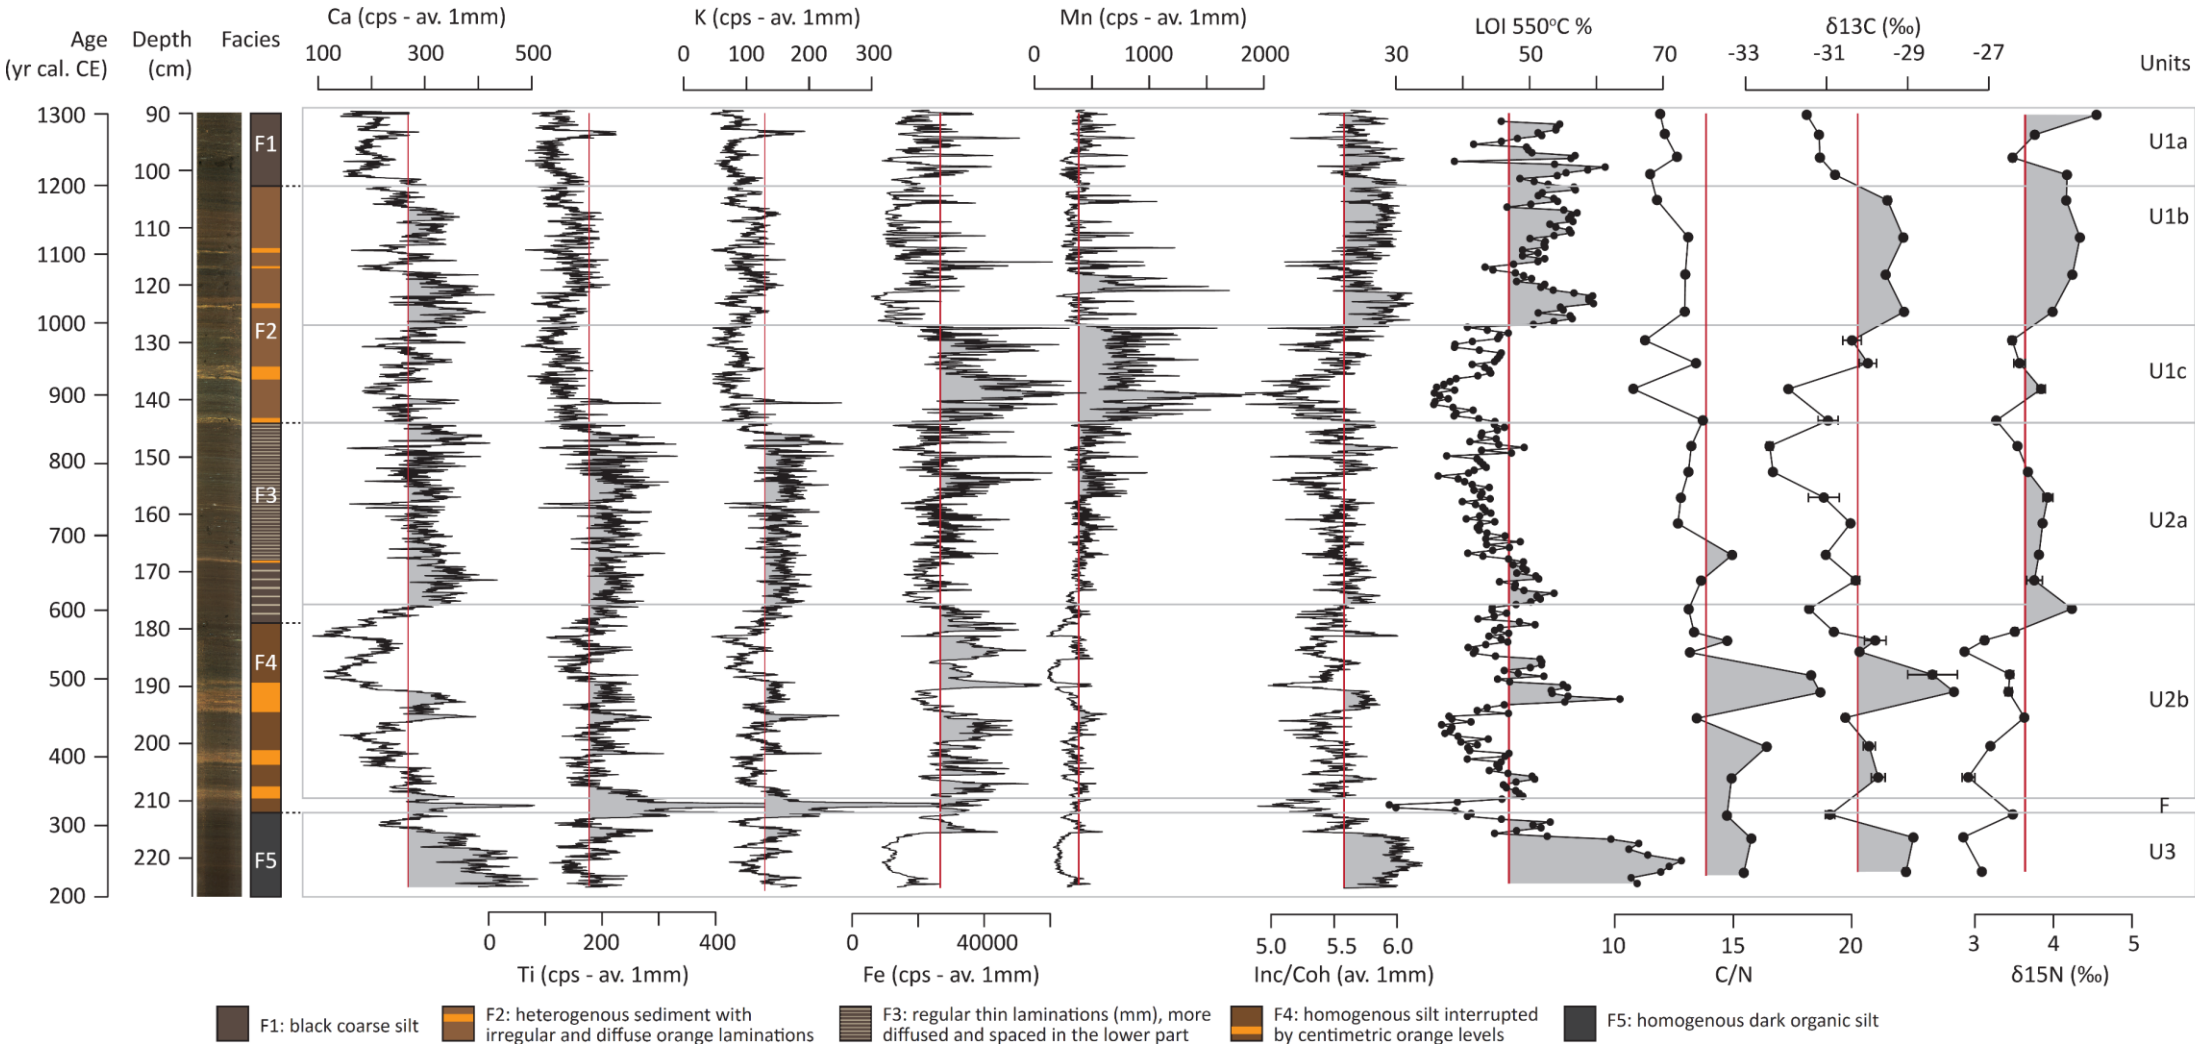 Ca (cps - av. 1mm) K (cps - av. 1mm) Mn (cps - av. 1mm) LOI 550°C % δ13C (‰)
Age (yr cal. CE) Depth (cm) Facies Units
100 300 500 0 100 200 300 0 1000 2000 30 50 70 -33 -31 -29 -27
1300 90
F1 U1a
100
1200
U1b
110
1100
120
1000
F2
130
U1c
900
140
800 150
F3
160
U2a
700
170
600
180
F4
500
190
U2b
200
400
210
F
300
F5 U3
220
200
0 200 400 0 40000 5.0 5.5 6.0 10 15 20 3 4 5
Ti (cps - av. 1mm) Fe (cps - av. 1mm) Inc/Coh (av. 1mm) C/N δ15N (‰)
F1: black coarse silt
F2: heterogenous sediment with
irregular and diffuse orange laminations
F3: regular thin laminations (mm), more
diffused and spaced in the lower part
F4: homogenous silt interrupted
by centimetric orange levels
F5: homogenous dark organic silt